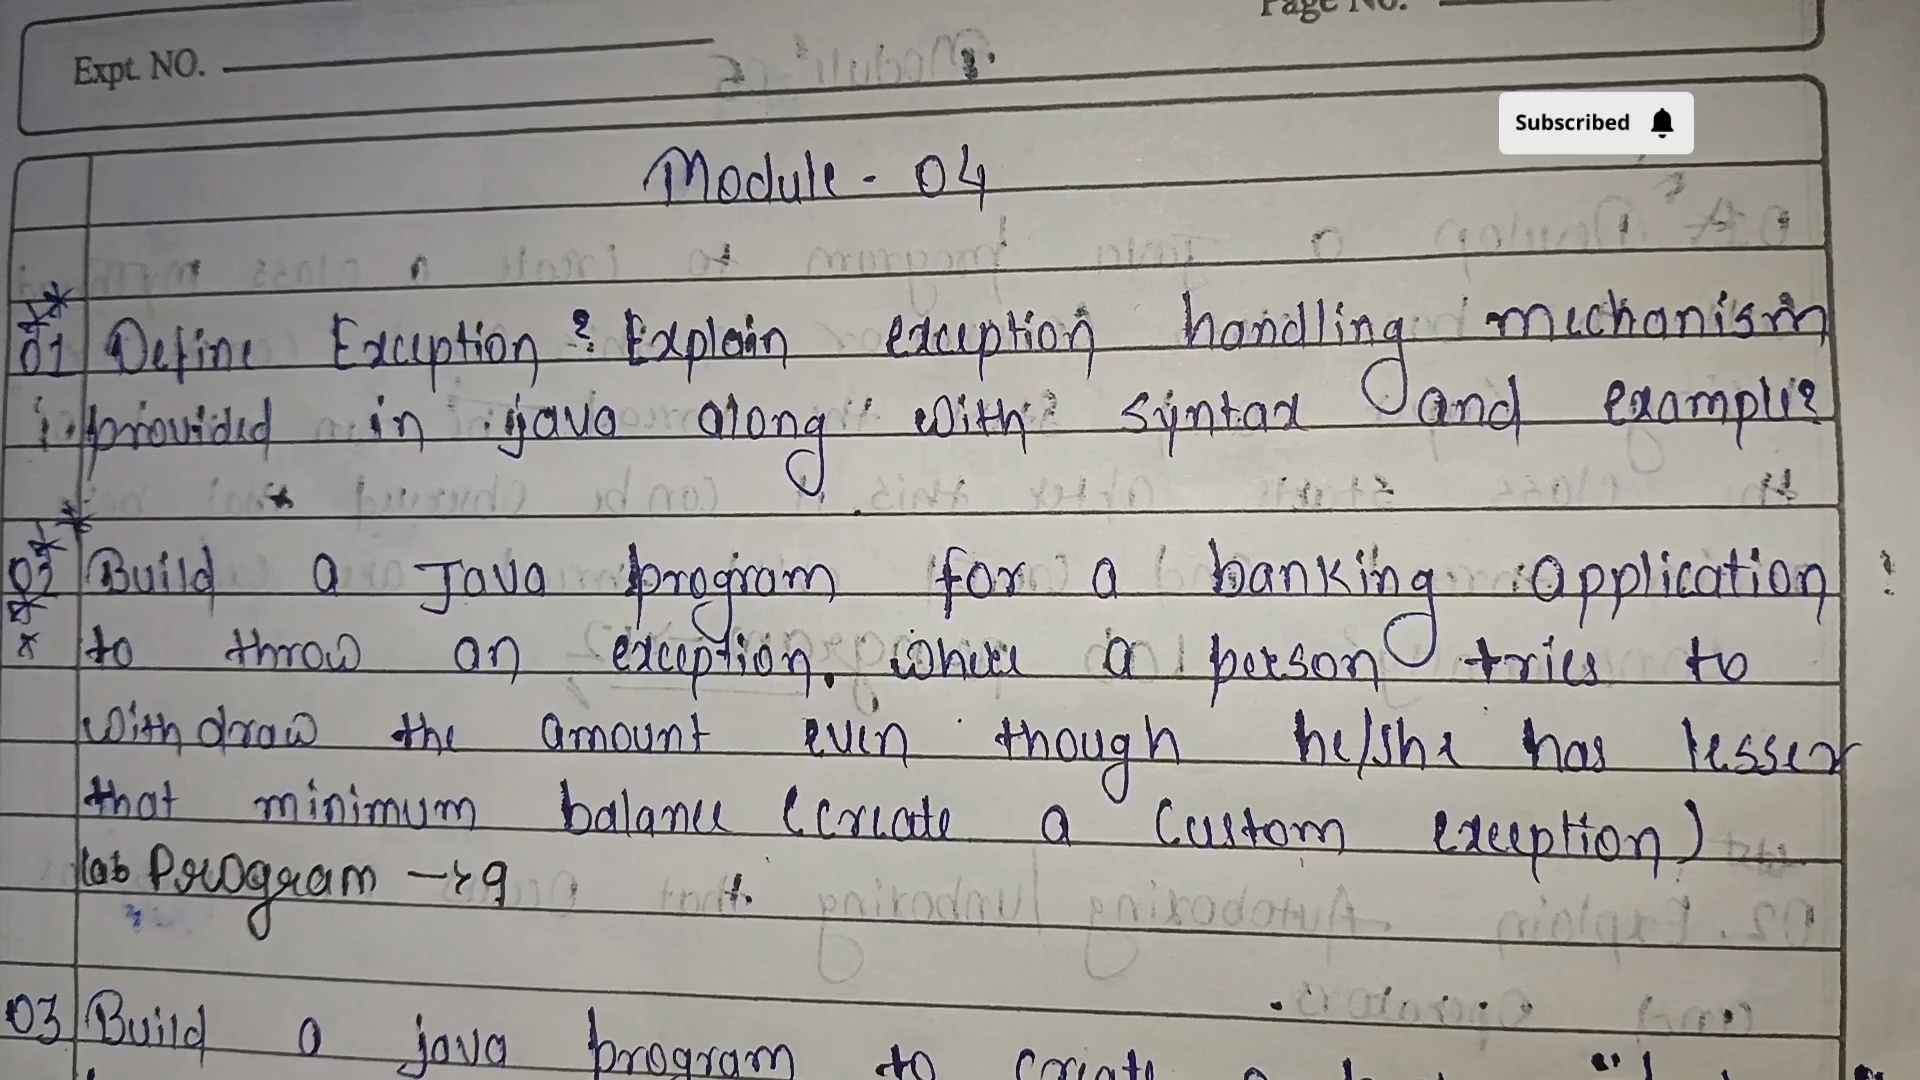 Page No.
Expt. NO.
Subscribed
Module - 04
01 Define Exception? Explain exception handling mechanism
provided in java along with syntax and example?
02 Build a Java program for a banking application
to throw an exception. where a person tries to
withdraw the amount even though he/she has lesser
that minimum balance (create a custom exception)
lab Program → 9
03 Build a java program to create a